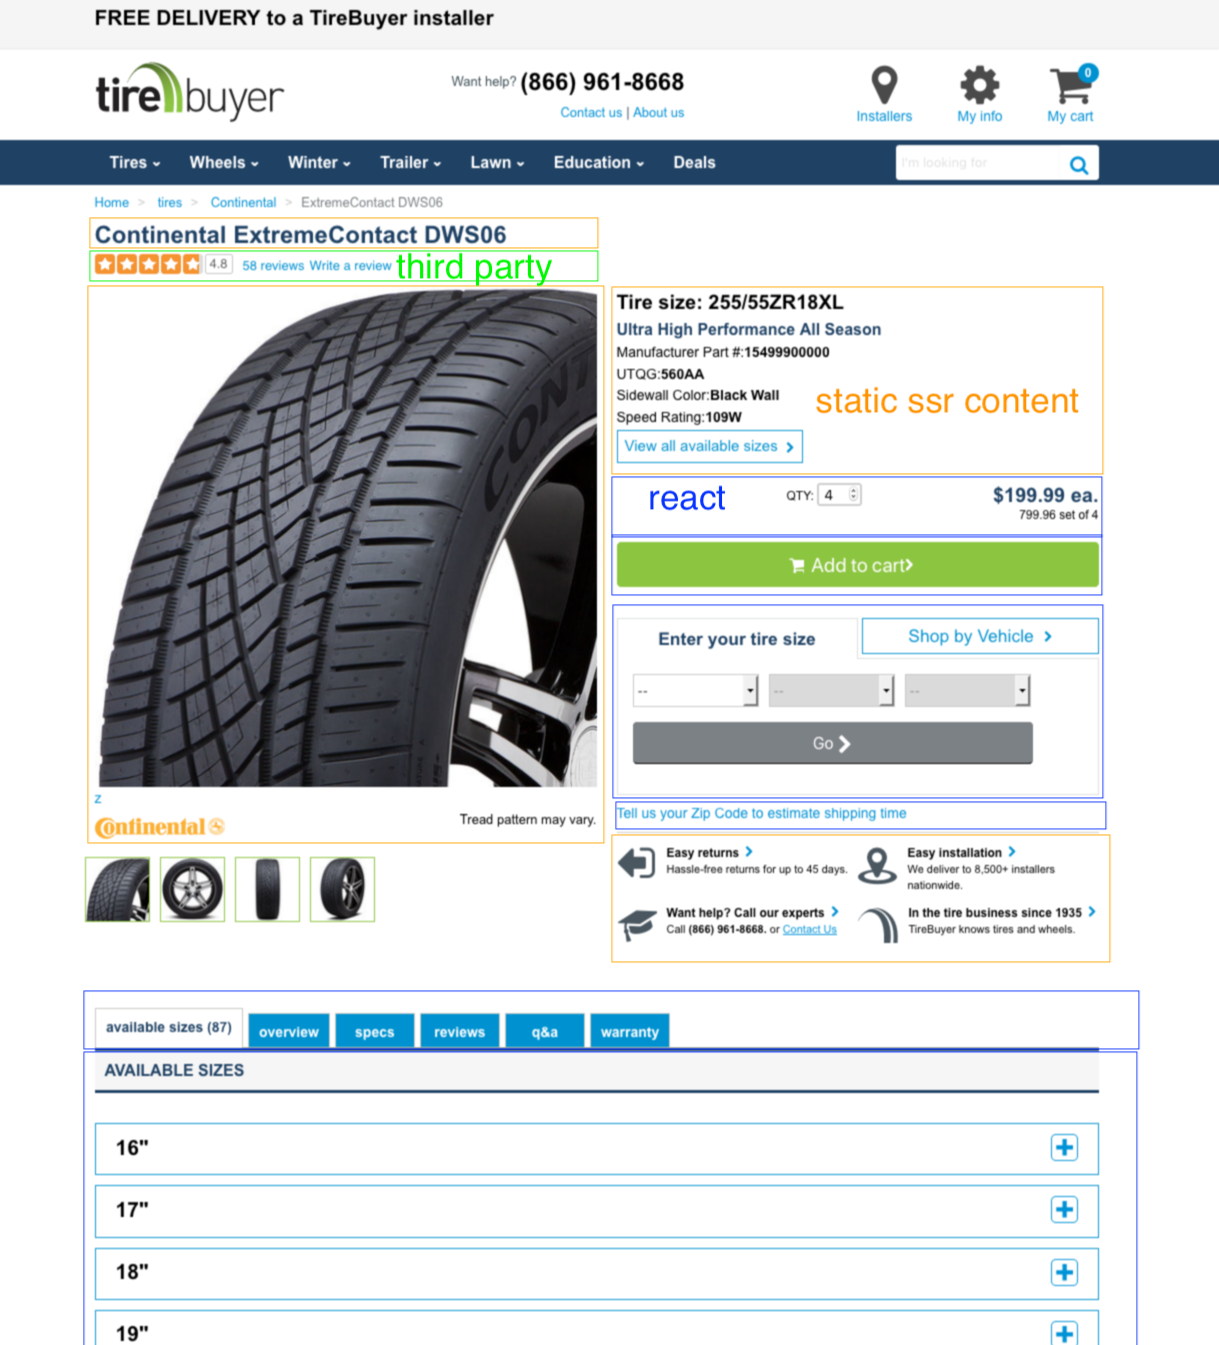 FREE DELIVERY to a TireBuyer installer
tirebuyer
Want help? (866) 961-8668
Contact us | About us
Installers
My info
0
My cart
Tires
Wheels
Winter
Trailer
Lawn
Education
Deals
I'm looking for
Home > tires > Continental > ExtremeContact DWS06
Continental ExtremeContact DWS06
4.8 58 reviews Write a review third party
CONT
Tire size: 255/55ZR18XL
Ultra High Performance All Season
Manufacturer Part #:15499900000
UTQG:560AA
Sidewall Color:Black Wall
static ssr content
Speed Rating:109W
View all available sizes
react
QTY: 4
$199.99 ea.
799.96 set of 4
Add to cart
Enter your tire size
Shop by Vehicle
--
--
--
Go
z
Continental
Tread pattern may vary.
Tell us your Zip Code to estimate shipping time
Easy returns
Hassle-free returns for up to 45 days.
Easy installation
We deliver to 8,500+ installers
nationwide.
Want help? Call our experts
Call (866) 961-8668. or Contact Us
In the tire business since 1935
TireBuyer knows tires and wheels.
available sizes (87)
overview
specs
reviews
q&a
warranty
AVAILABLE SIZES
16"
17"
18"
19"